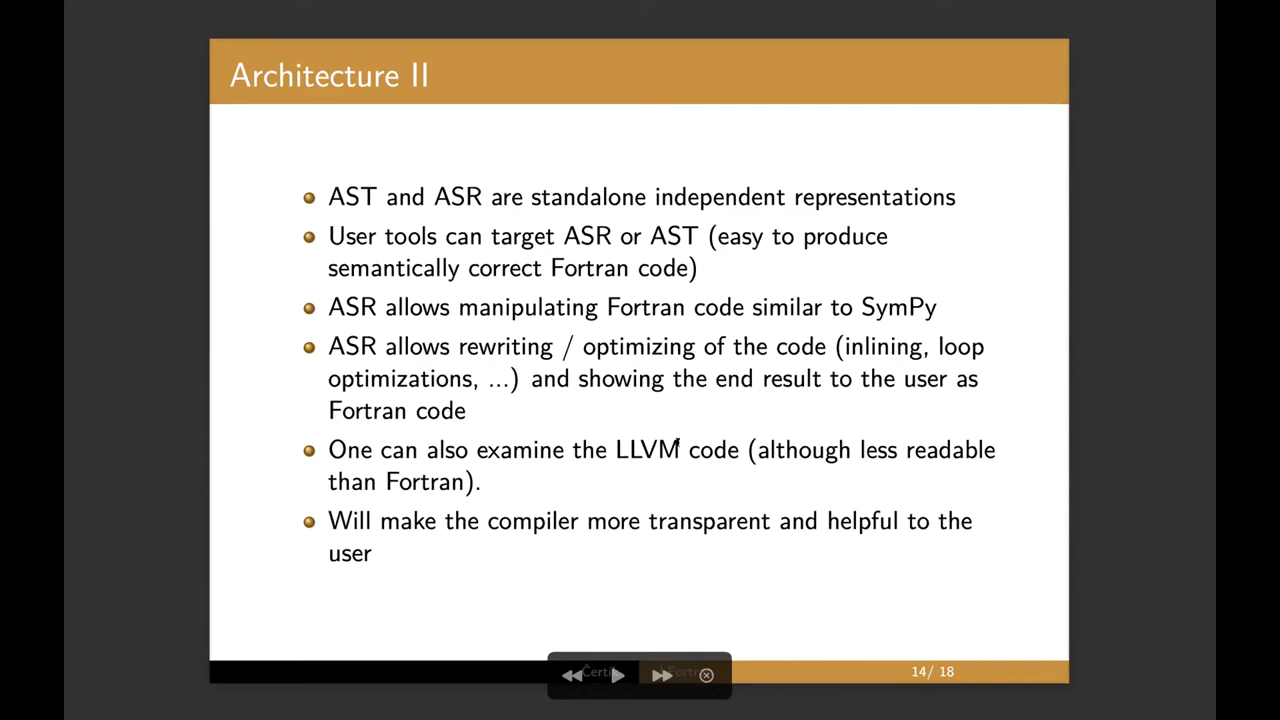 Architecture II
AST and ASR are standalone independent representations
User tools can target ASR or AST (easy to produce
semantically correct Fortran code)
ASR allows manipulating Fortran code similar to SymPy
ASR allows rewriting / optimizing of the code (inlining, loop
optimizations, ...) and showing the end result to the user as
Fortran code
One can also examine the LLVM code (although less readable
than Fortran).
Will make the compiler more transparent and helpful to the
user
14/ 18